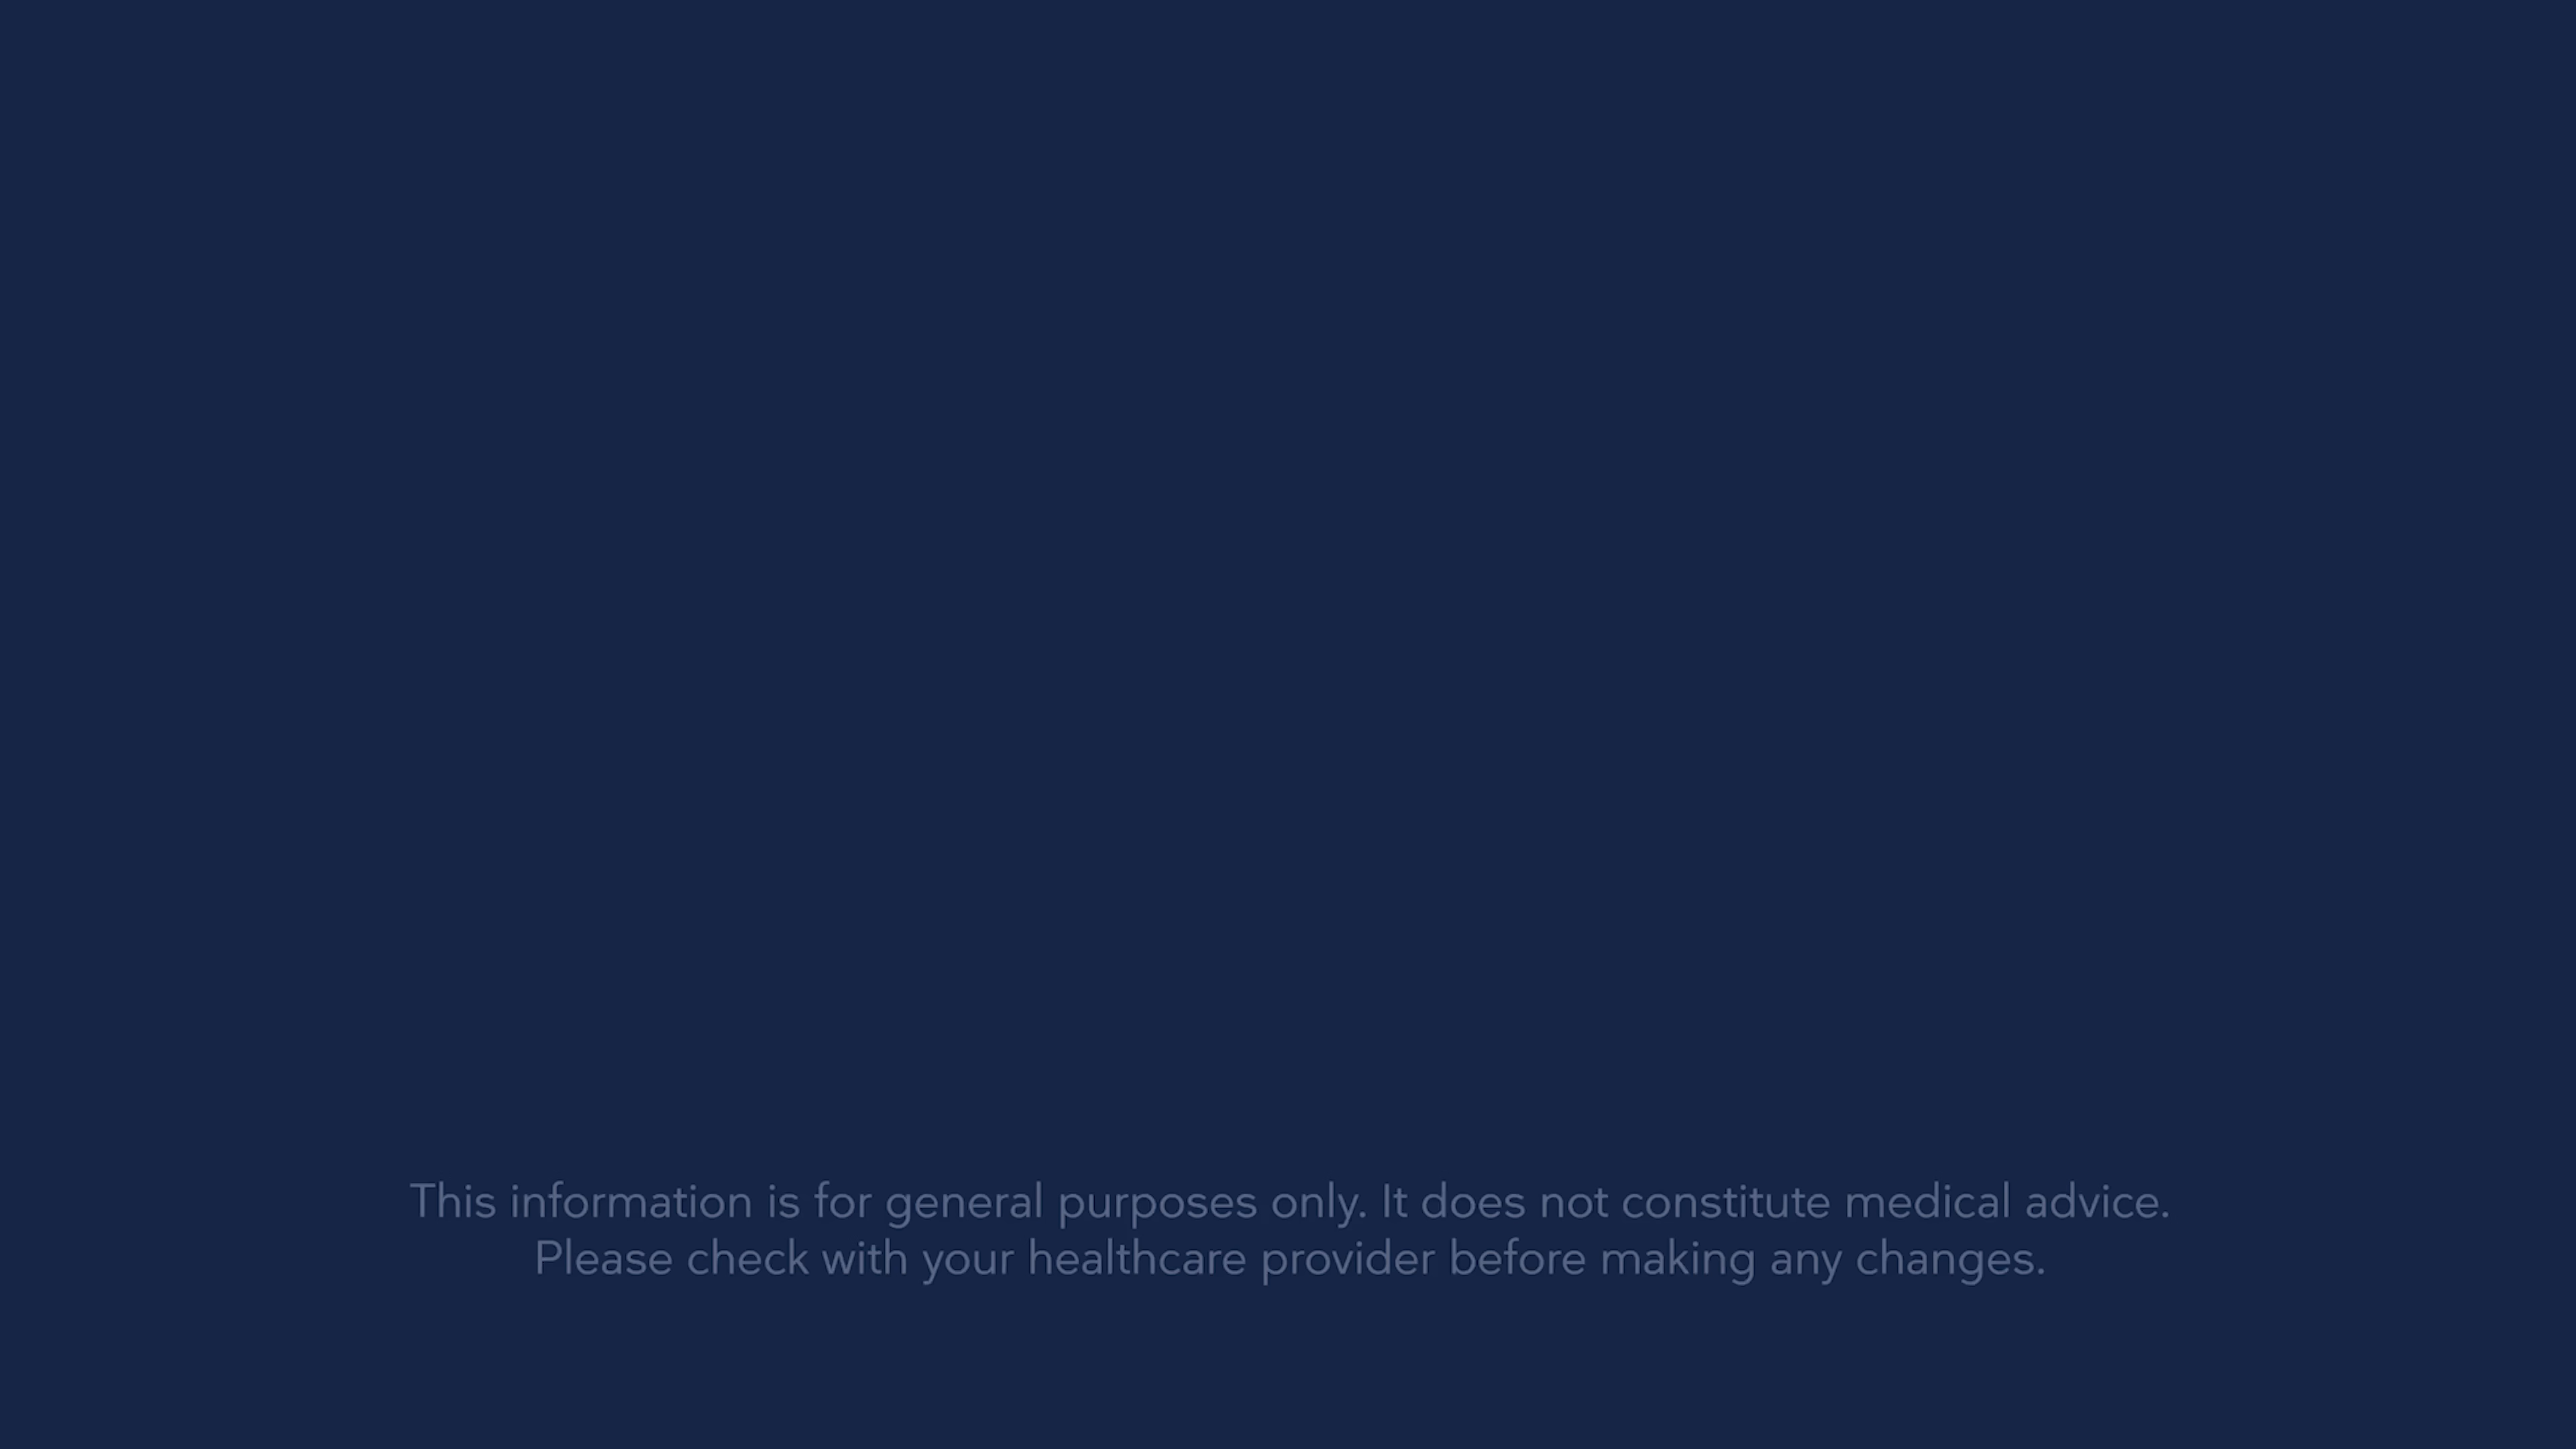 This information is for general purposes only. It does not constitute medical advice.
Please check with your healthcare provider before making any changes.